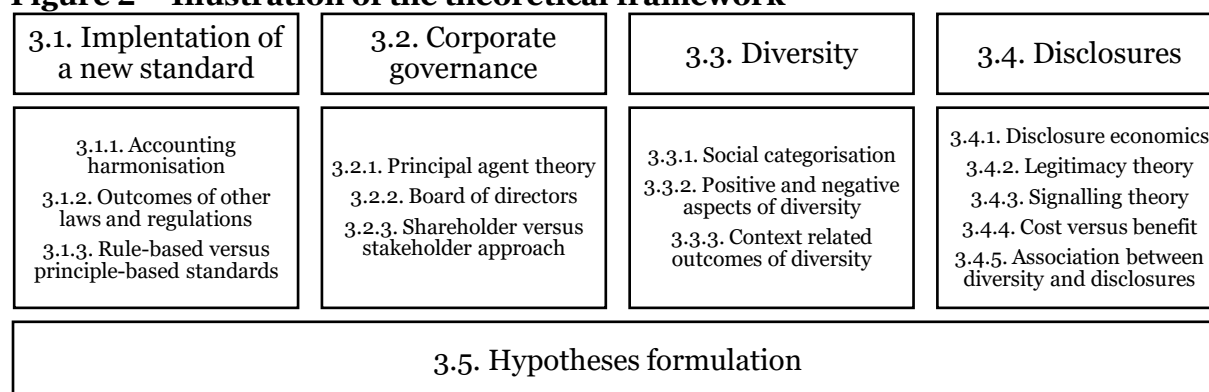 Figure 2 – Illustration of the theoretical framework
3.1. Implentation of
a new standard
3.2. Corporate
governance
3.3. Diversity
3.4. Disclosures
3.1.1. Accounting
harmonisation
3.1.2. Outcomes of other
laws and regulations
3.1.3. Rule-based versus
principle-based standards
3.2.1. Principal agent theory
3.2.2. Board of directors
3.2.3. Shareholder versus
stakeholder approach
3.3.1. Social categorisation
3.3.2. Positive and negative
aspects of diversity
3.3.3. Context related
outcomes of diversity
3.4.1. Disclosure economics
3.4.2. Legitimacy theory
3.4.3. Signalling theory
3.4.4. Cost versus benefit
3.4.5. Association between
diversity and disclosures
3.5. Hypotheses formulation